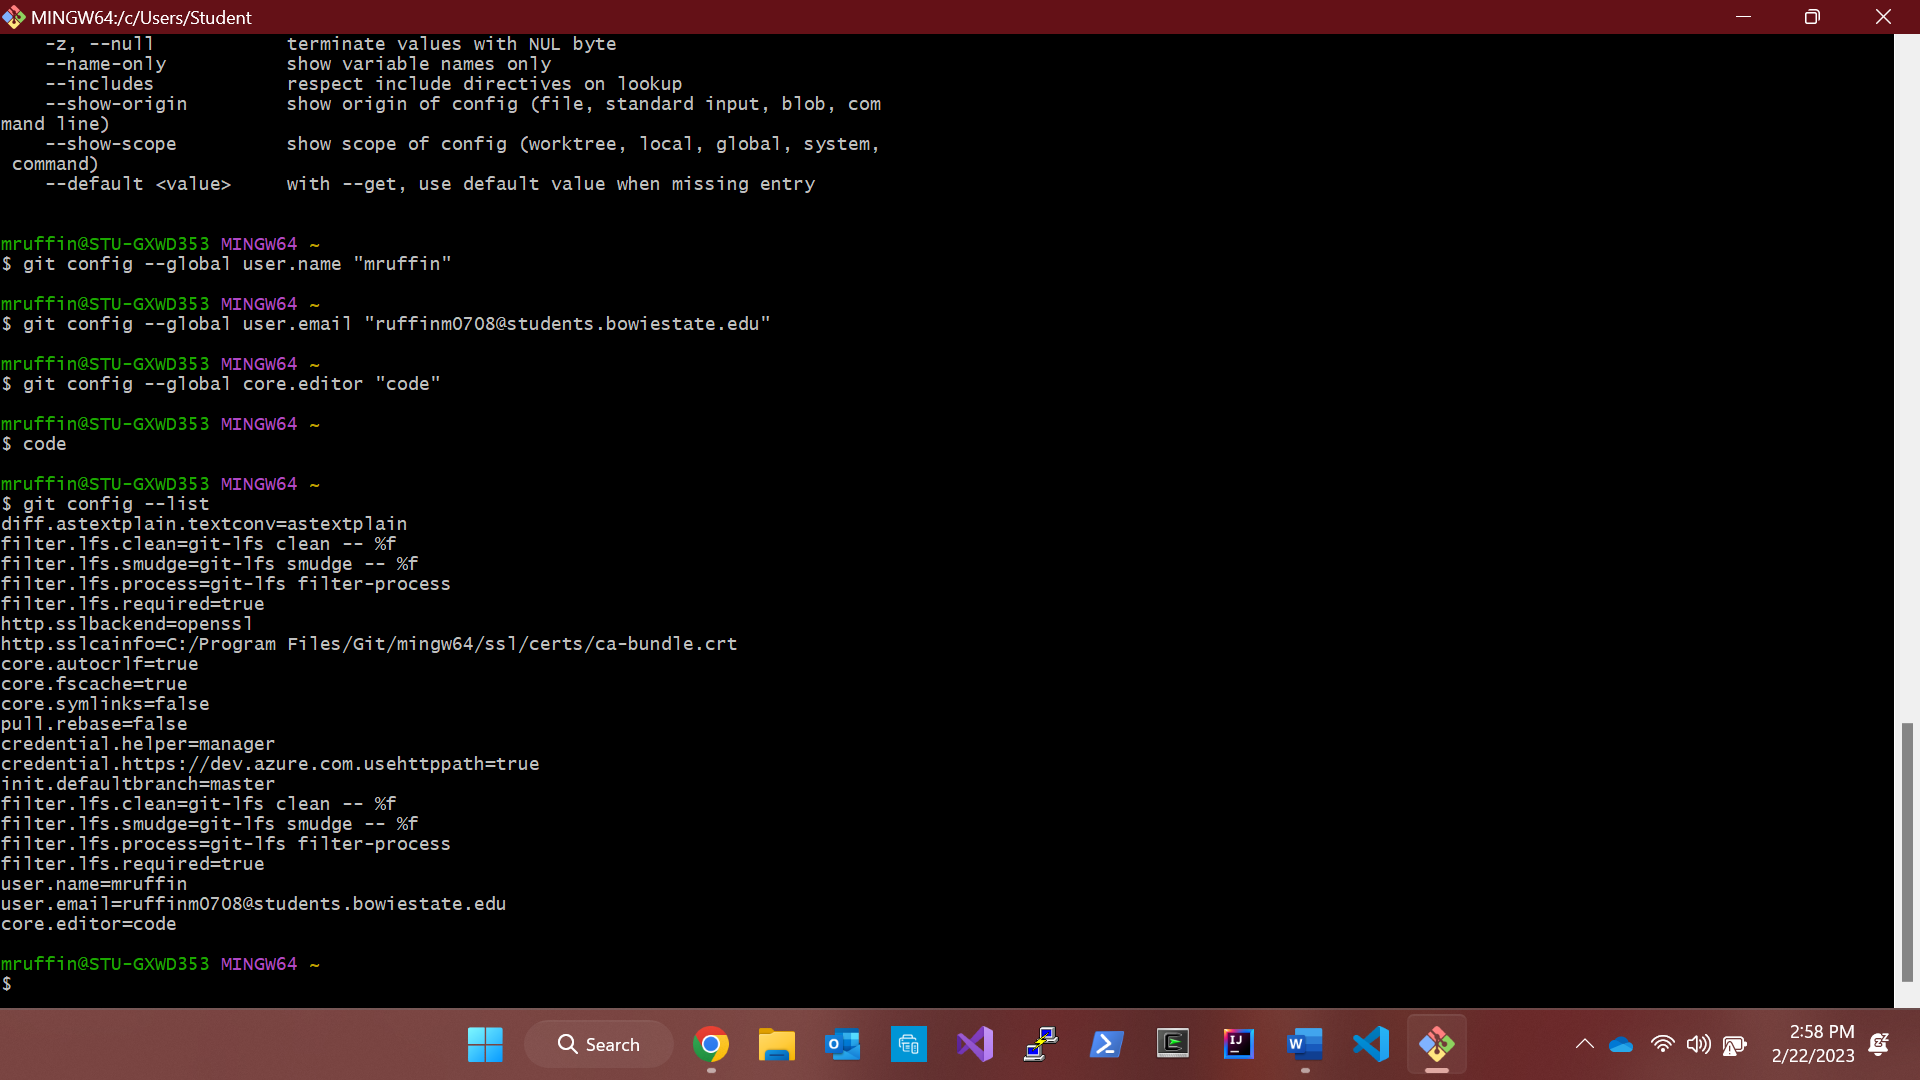 MINGW64:/c/Users/Student
-z, --null            terminate values with NUL byte
--name-only           show variable names only
--includes            respect include directives on lookup
--show-origin         show origin of config (file, standard input, blob, com
mand line)
--show-scope          show scope of config (worktree, local, global, system,
command)
--default <value>     with --get, use default value when missing entry
mruffin@STU-GXWD353 MINGW64 ~
$ git config --global user.name "mruffin"
mruffin@STU-GXWD353 MINGW64 ~
$ git config --global user.email "ruffinm0708@students.bowiestate.edu"
mruffin@STU-GXWD353 MINGW64 ~
$ git config --global core.editor "code"
mruffin@STU-GXWD353 MINGW64 ~
$ code
mruffin@STU-GXWD353 MINGW64 ~
$ git config --list
diff.astextplain.textconv=astextplain
filter.lfs.clean=git-lfs clean -- %f
filter.lfs.smudge=git-lfs smudge -- %f
filter.lfs.process=git-lfs filter-process
filter.lfs.required=true
http.sslbackend=openssl
http.sslcainfo=C:/Program Files/Git/mingw64/ssl/certs/ca-bundle.crt
core.autocrlf=true
core.fscache=true
core.symlinks=false
pull.rebase=false
credential.helper=manager
credential.https://dev.azure.com.usehttppath=true
init.defaultbranch=master
filter.lfs.clean=git-lfs clean -- %f
filter.lfs.smudge=git-lfs smudge -- %f
filter.lfs.process=git-lfs filter-process
filter.lfs.required=true
user.name=mruffin
user.email=ruffinm0708@students.bowiestate.edu
core.editor=code
mruffin@STU-GXWD353 MINGW64 ~
$
Search
2:58 PM
2/22/2023